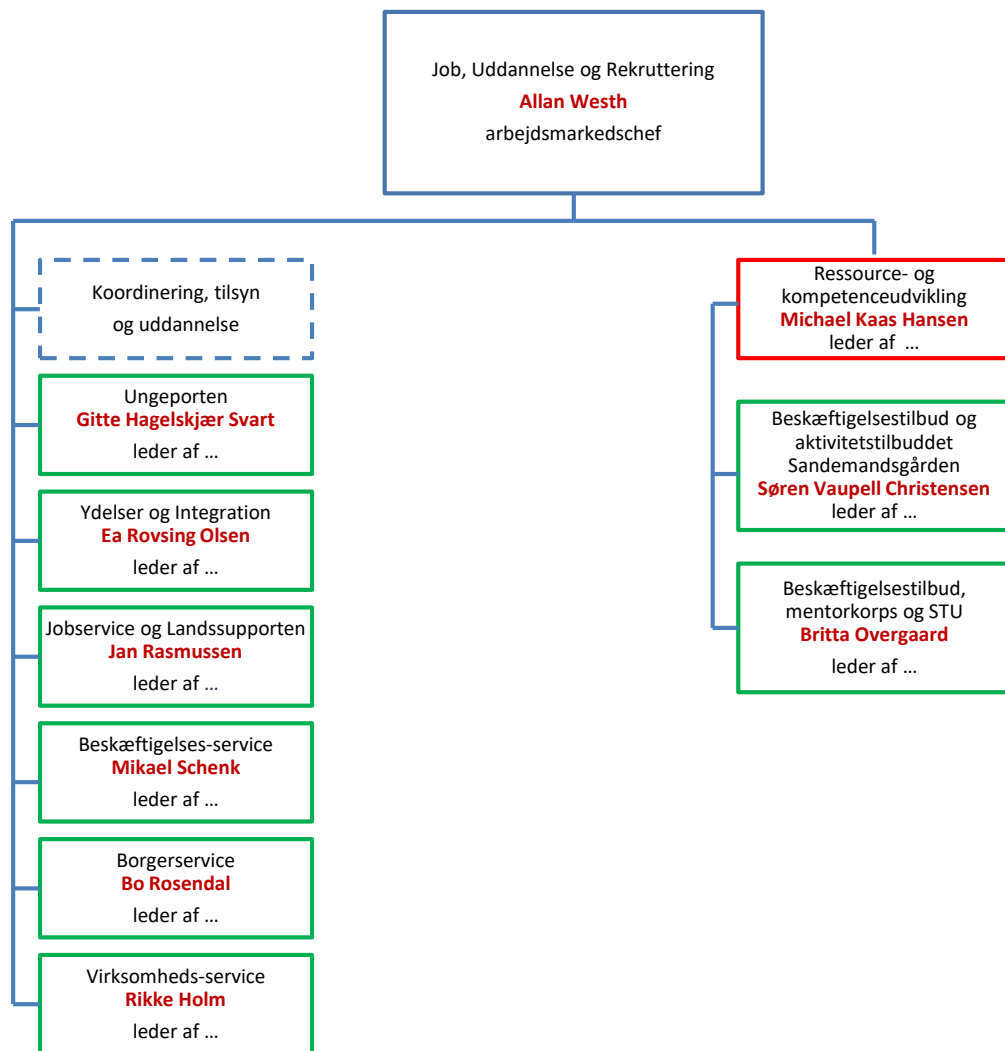 Job, Uddannelse og Rekruttering
Allan Westh
arbejdsmarkedschef
Koordinering, tilsyn
og uddannelse
Ungeporten
Gitte Hagelskjær Svart
leder af ...
Ydelser og Integration
Ea Rovsing Olsen
leder af ...
Jobservice og Landssupporten
Jan Rasmussen
leder af ...
Beskæftigelses-service
Mikael Schenk
leder af ...
Borgerservice
Bo Rosendal
leder af ...
Virksomheds-service
Rikke Holm
leder af ...
Ressource- og
kompetenceudvikling
Michael Kaas Hansen
leder af ...
Beskæftigelsestilbud og
aktivitetstilbuddet
Sandemandsgården
Søren Vaupell Christensen
leder af ...
Beskæftigelsestilbud,
mentorkorps og STU
Britta Overgaard
leder af ...